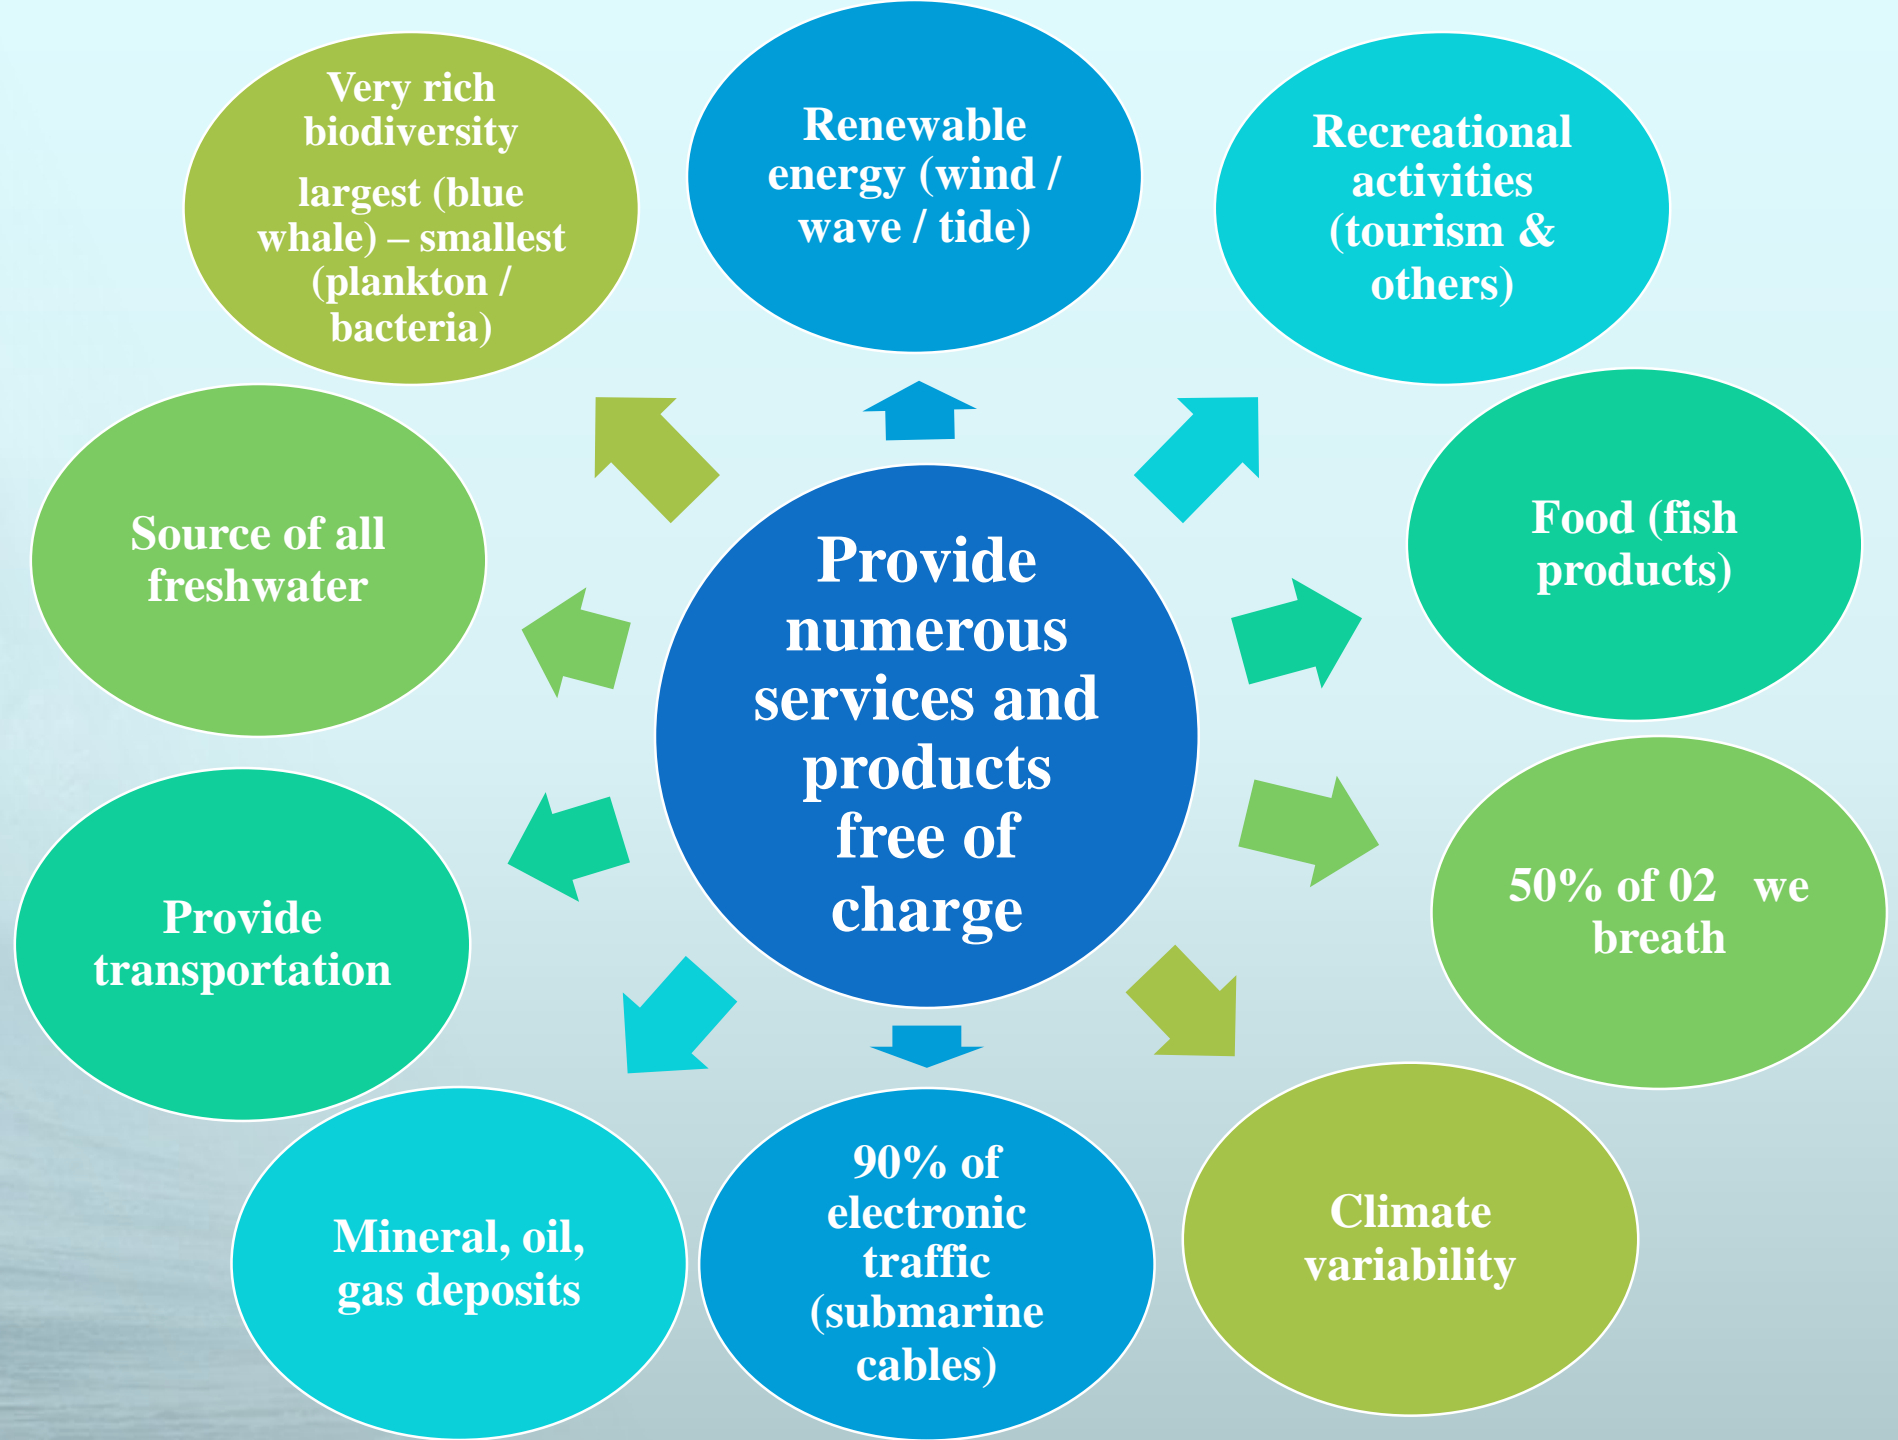 Very rich
biodiversity
largest (blue
whale) – smallest
(plankton /
bacteria)
Renewable
energy (wind /
wave / tide)
Recreational
activities
(tourism &
others)
Source of all
freshwater
Provide
numerous
services and
products
free of
charge
Food (fish
products)
Provide
transportation
50% of 02   we
breath
Mineral, oil,
gas deposits
90% of
electronic
traffic
(submarine
cables)
Climate
variability